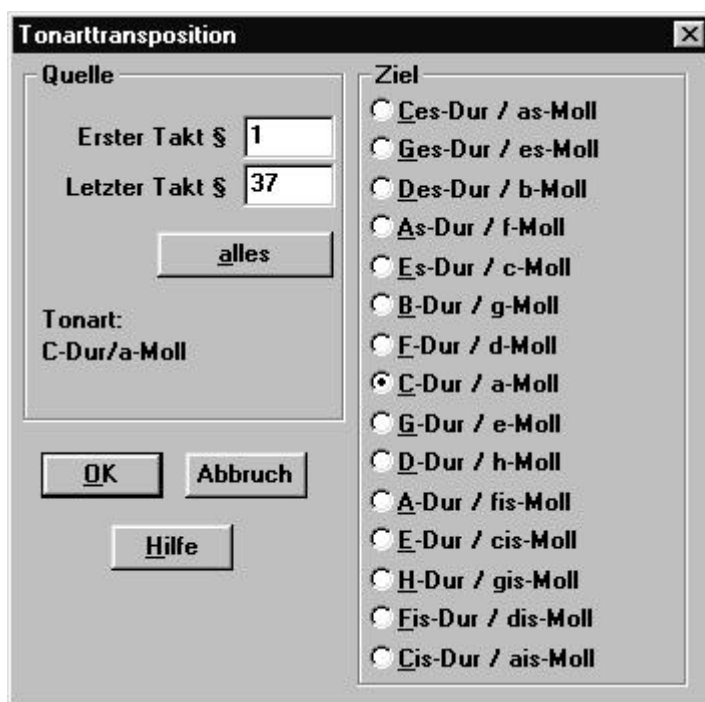 Tonarttransposition
Quelle
Erster Takt § 1
Letzter Takt § 37
alles
Tonart:
C-Dur/a-Moll
OK Abbruch
Hilfe
Ziel
Ces-Dur / as-Moll
Ges-Dur / es-Moll
Des-Dur / b-Moll
As-Dur / f-Moll
Es-Dur / c-Moll
B-Dur / g-Moll
F-Dur / d-Moll
C-Dur / a-Moll
G-Dur / e-Moll
D-Dur / h-Moll
A-Dur / fis-Moll
E-Dur / cis-Moll
H-Dur / gis-Moll
Fis-Dur / dis-Moll
Cis-Dur / ais-Moll